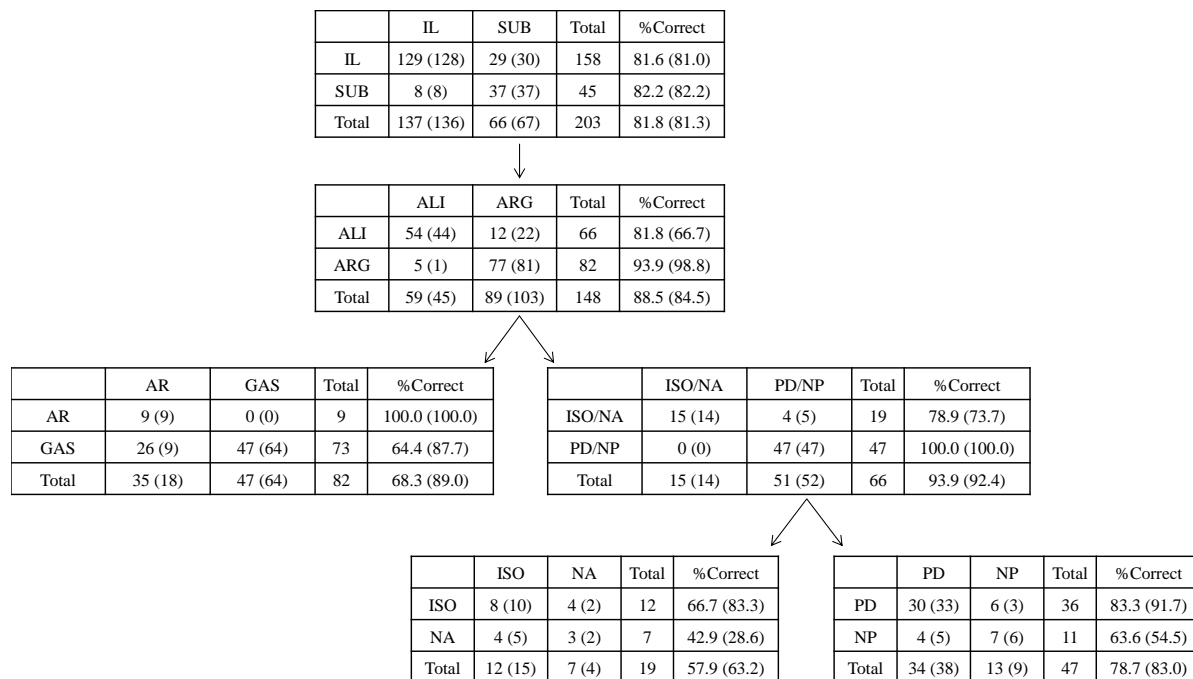 IL SUB Total %Correct
IL 129 (128) 29 (30) 158 81.6 (81.0)
SUB 8 (8) 37 (37) 45 82.2 (82.2)
Total 137 (136) 66 (67) 203 81.8 (81.3)
ALI ARG Total %Correct
ALI 54 (44) 12 (22) 66 81.8 (66.7)
ARG 5 (1) 77 (81) 82 93.9 (98.8)
Total 59 (45) 89 (103) 148 88.5 (84.5)
AR GAS Total %Correct
AR 9 (9) 0 (0) 9 100.0 (100.0)
GAS 26 (9) 47 (64) 73 64.4 (87.7)
Total 35 (18) 47 (64) 82 68.3 (89.0)
ISO/NA PD/NP Total %Correct
ISO/NA 15 (14) 4 (5) 19 78.9 (73.7)
PD/NP 0 (0) 47 (47) 47 100.0 (100.0)
Total 15 (14) 51 (52) 66 93.9 (92.4)
ISO NA Total %Correct
ISO 8 (10) 4 (2) 12 66.7 (83.3)
NA 4 (5) 3 (2) 7 42.9 (28.6)
Total 12 (15) 7 (4) 19 57.9 (63.2)
PD NP Total %Correct
PD 30 (33) 6 (3) 36 83.3 (91.7)
NP 4 (5) 7 (6) 11 63.6 (54.5)
Total 34 (38) 13 (9) 47 78.7 (83.0)